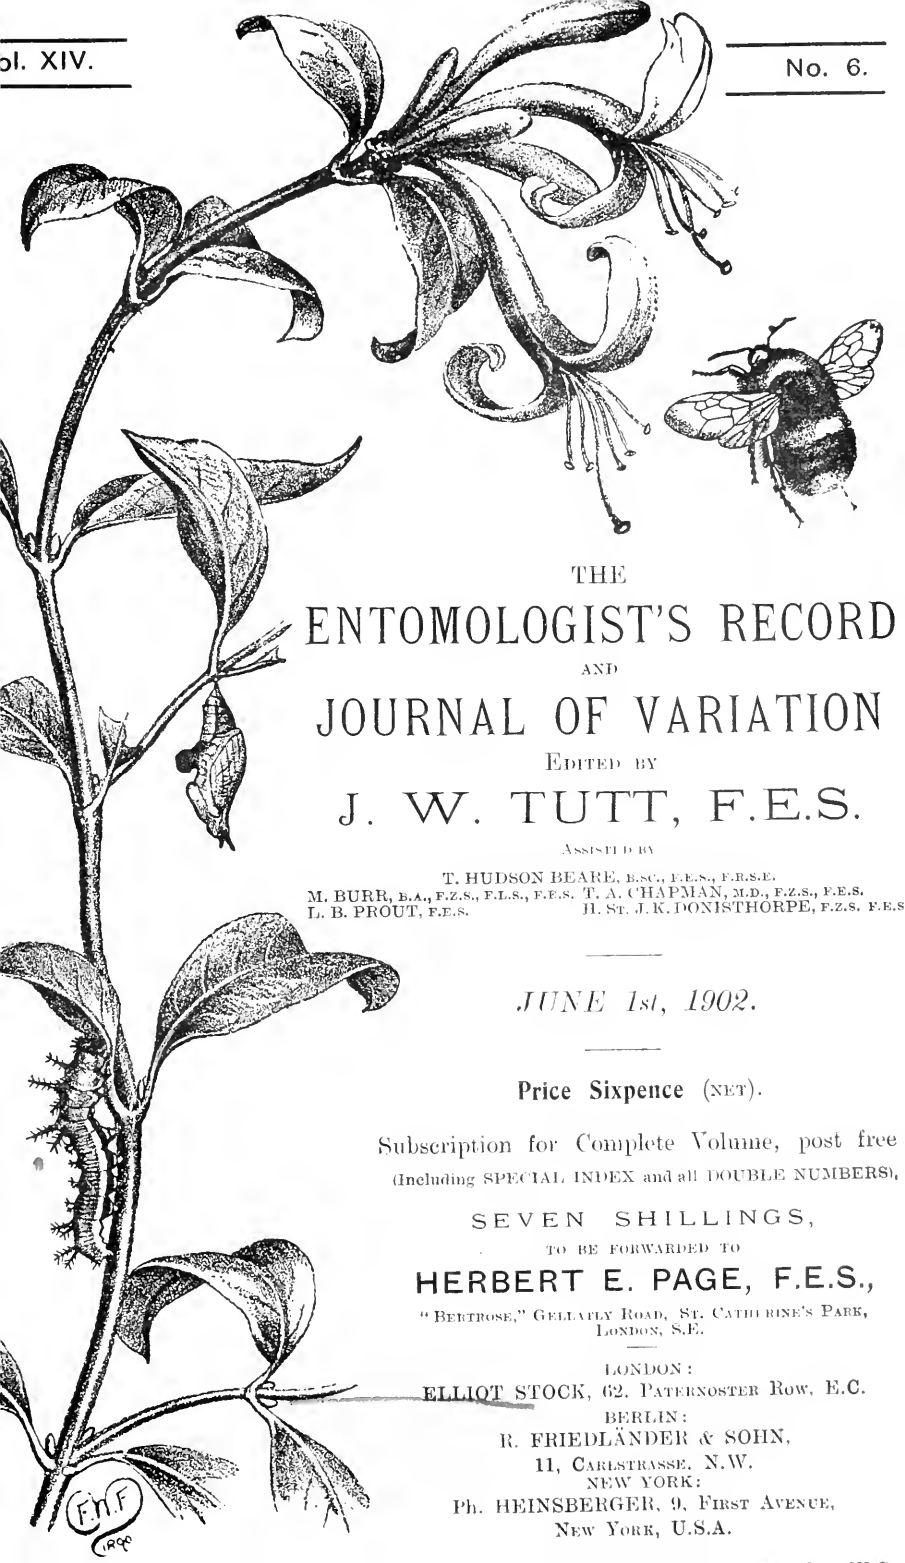 ol. XIV.
No. 6.
THE
ENTOMOLOGIST'S RECORD
AND
JOURNAL OF VARIATION
EDITED BY
J. W. TUTT, F.E.S.
ASSISTED BY
T. HUDSON BEARE, B.SC., F.E.S., F.R.S.E.
M. BURR, B.A., F.Z.S., F.L.S., F.E.S. T. A. CHAPMAN, M.D., F.Z.S., F.E.S.
L. B. PROUT, F.E.S. H. ST. J. K. DONISTHORPE, F.Z.S. F.E.S
JUNE 1st, 1902.
Price Sixpence (NET).
Subscription for Complete Volume, post free
(Including SPECIAL INDEX and all DOUBLE NUMBERS),
SEVEN SHILLINGS,
TO BE FORWARDED TO
HERBERT E. PAGE, F.E.S.,
"BERTROSE," GELLATLY ROAD, ST. CATHERINE'S PARK,
LONDON, S.E.
LONDON:
ELLIOT STOCK, 62, PATERNOSTER ROW, E.C.
BERLIN:
R. FRIEDLÄNDER & SOHN,
11, CARLSTRASSE, N.W.
NEW YORK:
Ph. HEINSBERGER, 9, FIRST AVENUE,
NEW YORK, U.S.A.
F.W.F